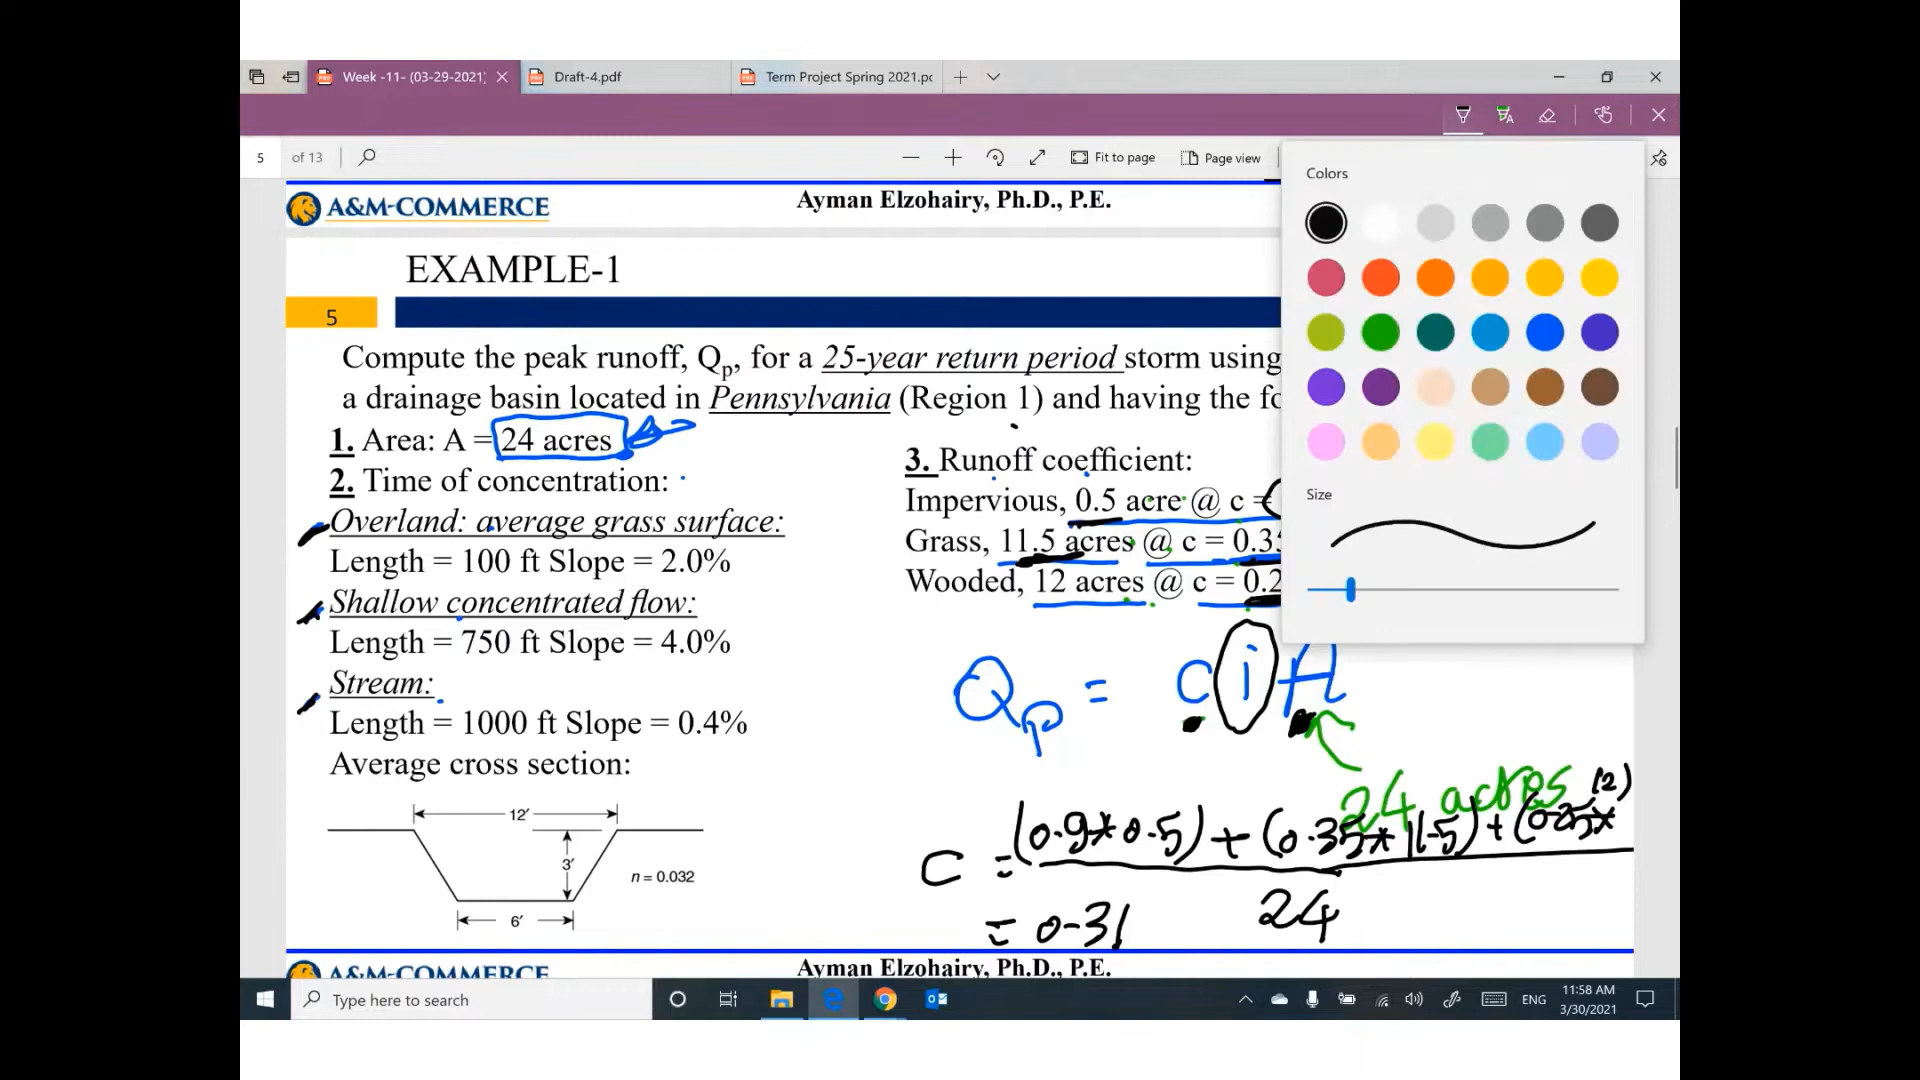 Week -11- (03-29-2021)
Draft-4.pdf
Term Project Spring 2021.pc
5 of 13
Fit to page
Page view
Colors
Size
A&M-COMMERCE
Ayman Elzohairy, Ph.D., P.E.
EXAMPLE-1
5
Compute the peak runoff, Qp, for a 25-year return period storm using
a drainage basin located in Pennsylvania (Region 1) and having the fo
1. Area: A = 24 acres
2. Time of concentration:
Overland: average grass surface:
Length = 100 ft Slope = 2.0%
Shallow concentrated flow:
Length = 750 ft Slope = 4.0%
Stream:
Length = 1000 ft Slope = 0.4%
Average cross section:
12'
3'
n = 0.032
6'
3. Runoff coefficient:
Impervious, 0.5 acre @ c =
Grass, 11.5 acres @ c = 0.35
Wooded, 12 acres @ c = 0.2
Qp = c i A
24 acres
C = (0.9*0.5) + (0.35*11.5) + (0.25*12)
24
= 0.31
A&M-COMMERCE
Ayman Elzohairy, Ph.D., P.E.
Type here to search
ENG
11:58 AM
3/30/2021